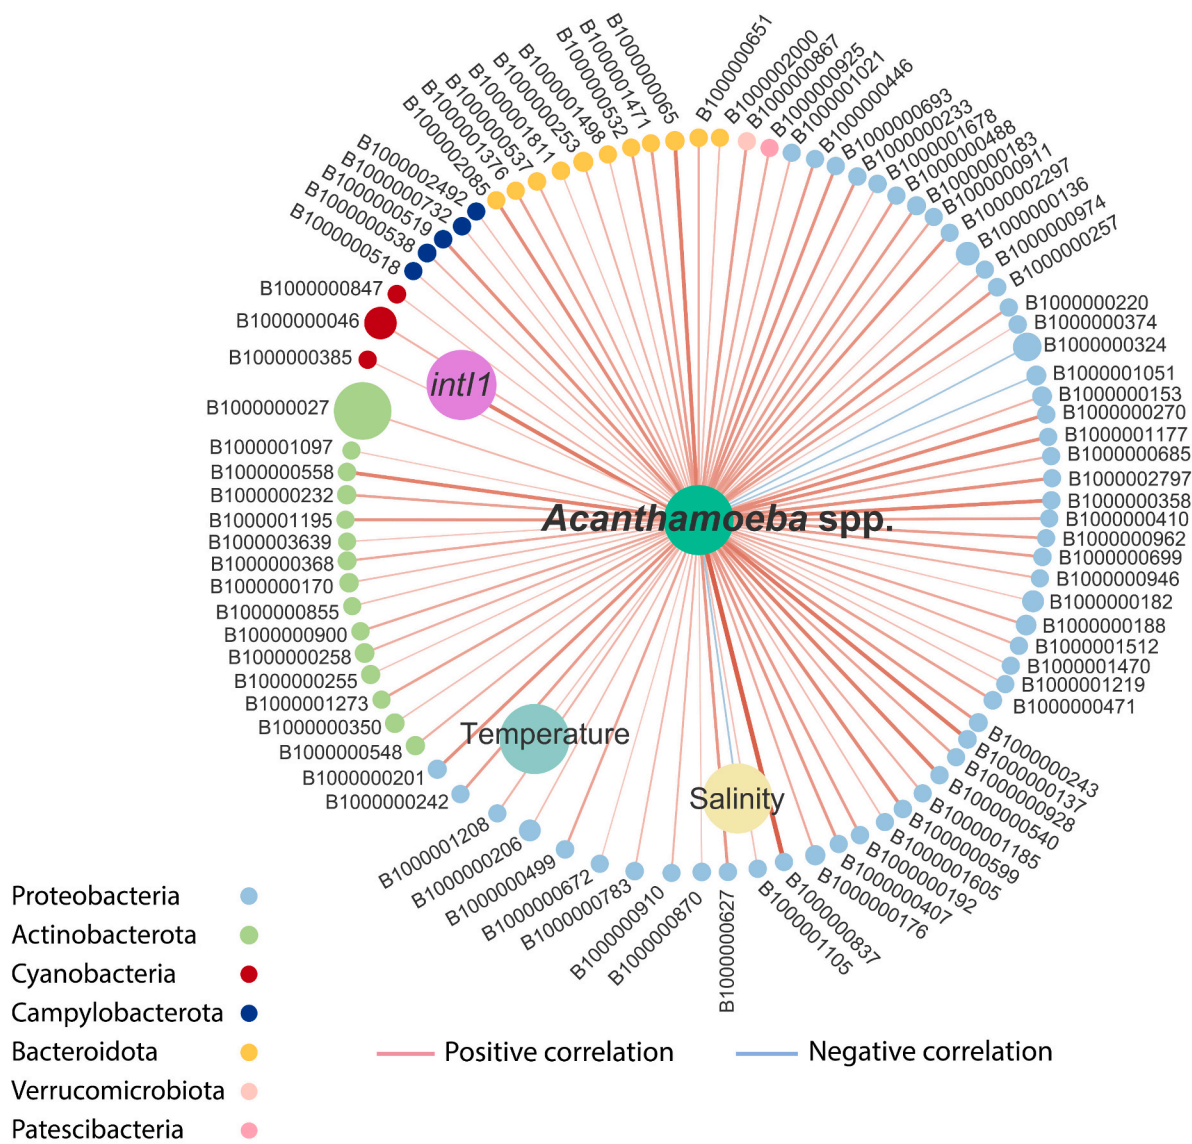 B1000000065
B1000001471
B1000000532
B1000001498
B1000000253
B1000001811
B1000000537
B1000001376
B1000002085
B1000002492
B1000000732
B1000000519
B1000000538
B1000000518
B1000000847
B1000000046
B1000000385
B1000000027
B1000001097
B1000000558
B1000000232
B1000001195
B1000003639
B1000000368
B1000000170
B1000000855
B1000000900
B1000000258
B1000000255
B1000001273
B1000000350
B1000000548
B1000000201
B1000000242
B1000001208
B1000000206
B1000000499
B1000000672
B1000000783
B1000000910
B1000000870
B1000000627
B1000001105
B1000000837
B1000000176
B1000000407
B1000000192
B1000001605
B1000000599
B1000001185
B1000000540
B1000000928
B1000000137
B1000000243
B1000000471
B1000001219
B1000001470
B1000001512
B1000000188
B1000000182
B1000000946
B1000000699
B1000000962
B1000000410
B1000000358
B1000002797
B1000000685
B1000001177
B1000000270
B1000000153
B1000001051
B1000000324
B1000000374
B1000000220
B1000000257
B1000000974
B1000000136
B1000002297
B1000000911
B1000000183
B1000000488
B1000001678
B1000000233
B1000000693
B1000000446
B1000001021
B1000000925
B1000000867
B1000002000
B1000000651
intI1
Acanthamoeba spp.
Temperature
Salinity
Proteobacteria
Actinobacterota
Cyanobacteria
Campylobacterota
Bacteroidota
Verrucomicrobiota
Patescibacteria
Positive correlation
Negative correlation